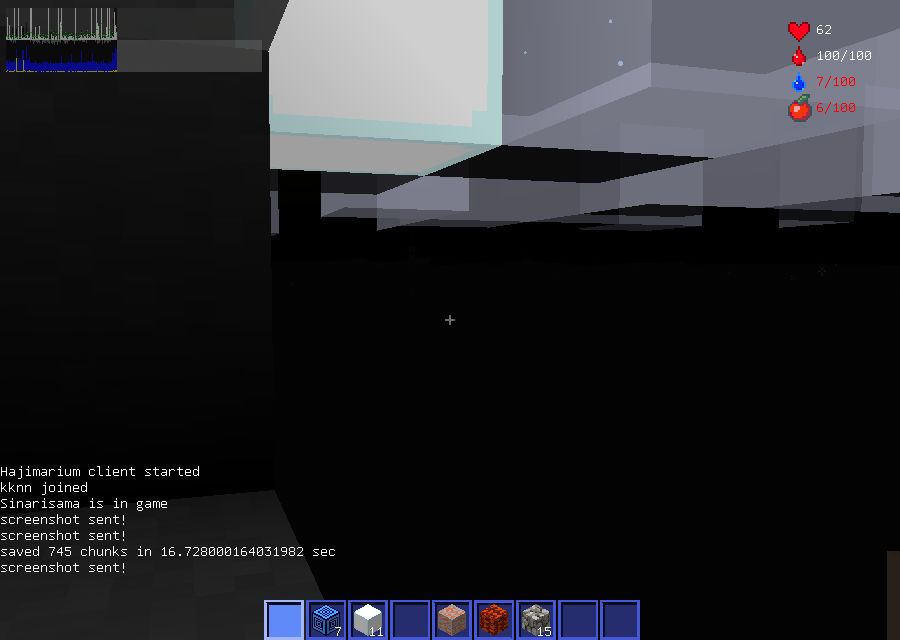 62
100/100
7/100
6/100
Hajimarium client started
kknn joined
Sinarisama is in game
screenshot sent!
screenshot sent!
saved 745 chunks in 16.728000164031982 sec
screenshot sent!
7 11 15